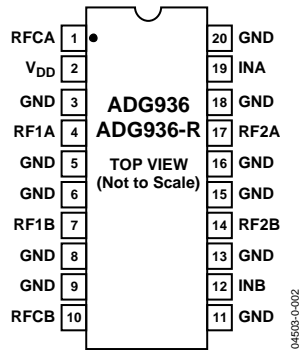 RFCA 1 20 GND
VDD 2 19 INA
GND 3 18 GND
ADG936
RF1A 4 17 RF2A
ADG936-R
GND 5 16 GND
TOP VIEW
(Not to Scale)
GND 6 15 GND
RF1B 7 14 RF2B
GND 8 13 GND
GND 9 12 INB
RFCB 10 11 GND
04503-0-002